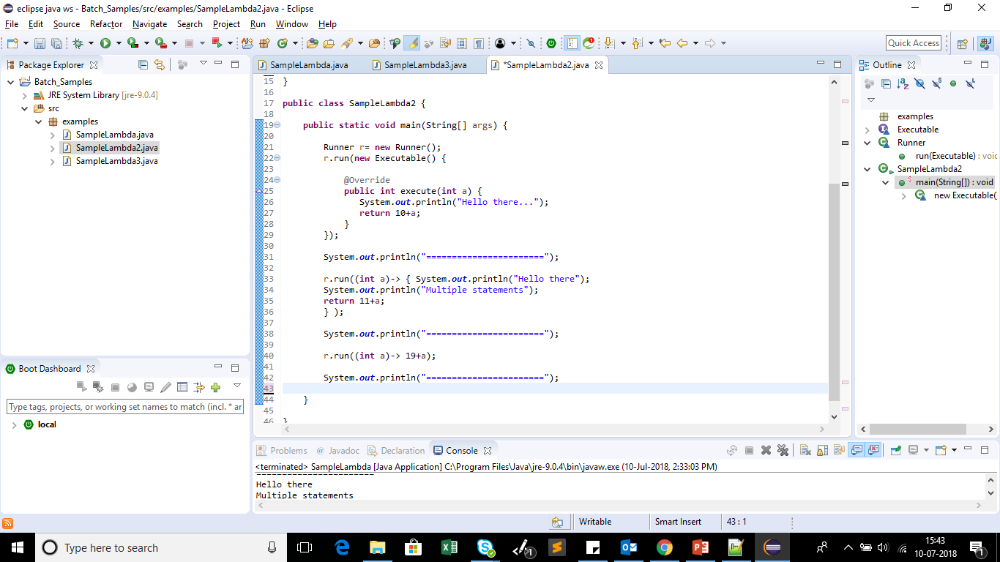 eclipse java ws - Batch_Samples/src/examples/SampleLambda2.java - Eclipse
File Edit Source Refactor Navigate Search Project Run Window Help
Quick Access
Package Explorer
Batch_Samples
JRE System Library [jre-9.0.4]
src
examples
SampleLambda.java
SampleLambda2.java
SampleLambda3.java
Boot Dashboard
Type tags, projects, or working set names to match (incl. * ar
local
SampleLambda.java SampleLambda3.java *SampleLambda2.java
15 }
16
17 public class SampleLambda2 {
18
19 public static void main(String[] args) {
20
21 Runner r= new Runner();
22 r.run(new Executable() {
23
24 @Override
25 public int execute(int a) {
26 System.out.println("Hello there...");
27 return 10+a;
28 }
29 });
30
31 System.out.println("=======================");
32
33 r.run((int a)-> { System.out.println("Hello there");
34 System.out.println("Multiple statements");
35 return 11+a;
36 } );
37
38 System.out.println("=======================");
39
40 r.run((int a)-> 19+a);
41
42 System.out.println("=======================");
43
44 }
45
46 }
Outline
examples
Executable
Runner
run(Executable) : voic
SampleLambda2
main(String[]) : void
new Executable(
Problems @ Javadoc Declaration Console
<terminated> SampleLambda [Java Application] C:\Program Files\Java\jre-9.0.4\bin\javaw.exe (10-Jul-2018, 2:33:03 PM)
=======================
Hello there
Multiple statements
Writable Smart Insert 43 : 1
Type here to search
15:43
10-07-2018